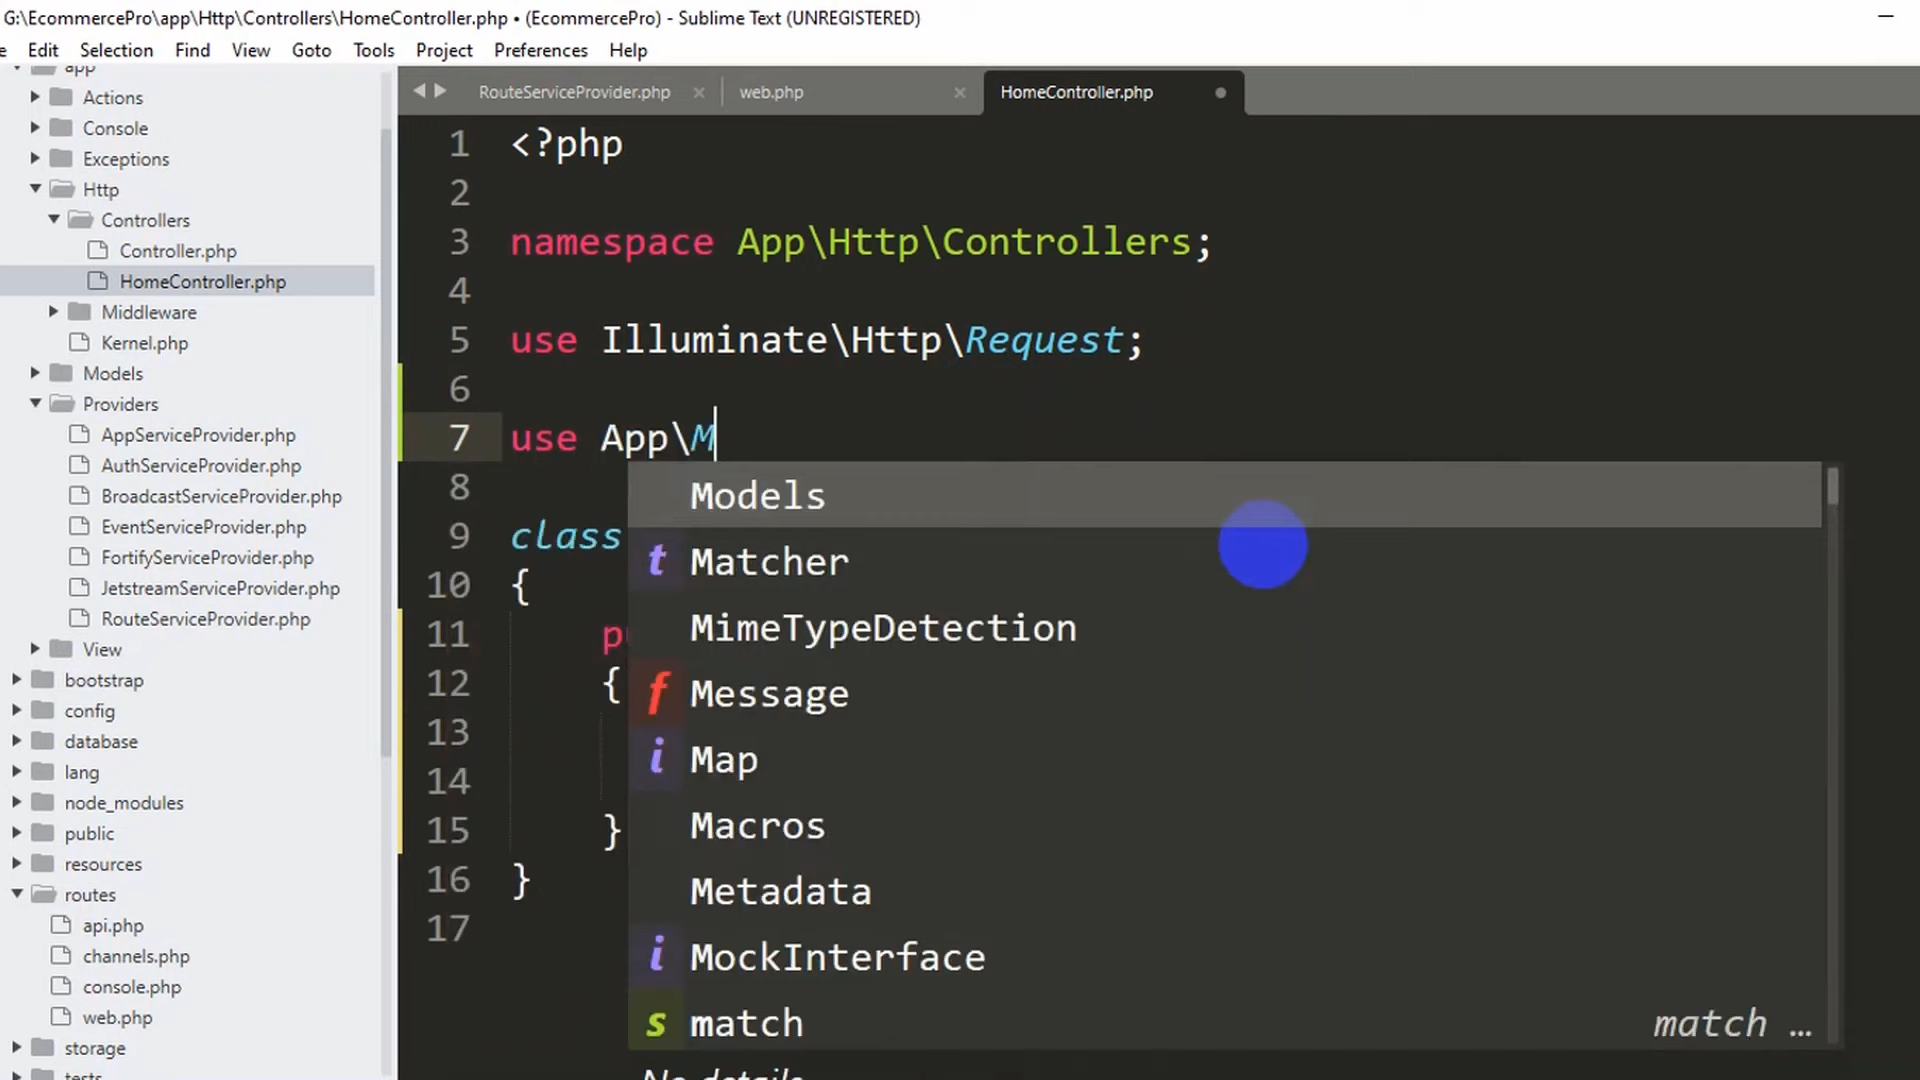 G:\EcommercePro\app\Http\Controllers\HomeController.php • (EcommercePro) - Sublime Text (UNREGISTERED)
e Edit Selection Find View Goto Tools Project Preferences Help
app
Actions
Console
Exceptions
Http
Controllers
Controller.php
HomeController.php
Middleware
Kernel.php
Models
Providers
AppServiceProvider.php
AuthServiceProvider.php
BroadcastServiceProvider.php
EventServiceProvider.php
FortifyServiceProvider.php
JetstreamServiceProvider.php
RouteServiceProvider.php
View
bootstrap
config
database
lang
node_modules
public
resources
routes
api.php
channels.php
console.php
web.php
storage
tests
RouteServiceProvider.php web.php HomeController.php
1 <?php
2
3 namespace App\Http\Controllers;
4
5 use Illuminate\Http\Request;
6
7 use App\M
8
9 class
10 {
11 pu
12 {
13
14
15 }
16 }
17
Models
t Matcher
MimeTypeDetection
f Message
i Map
Macros
Metadata
i MockInterface
s match match ...
No details